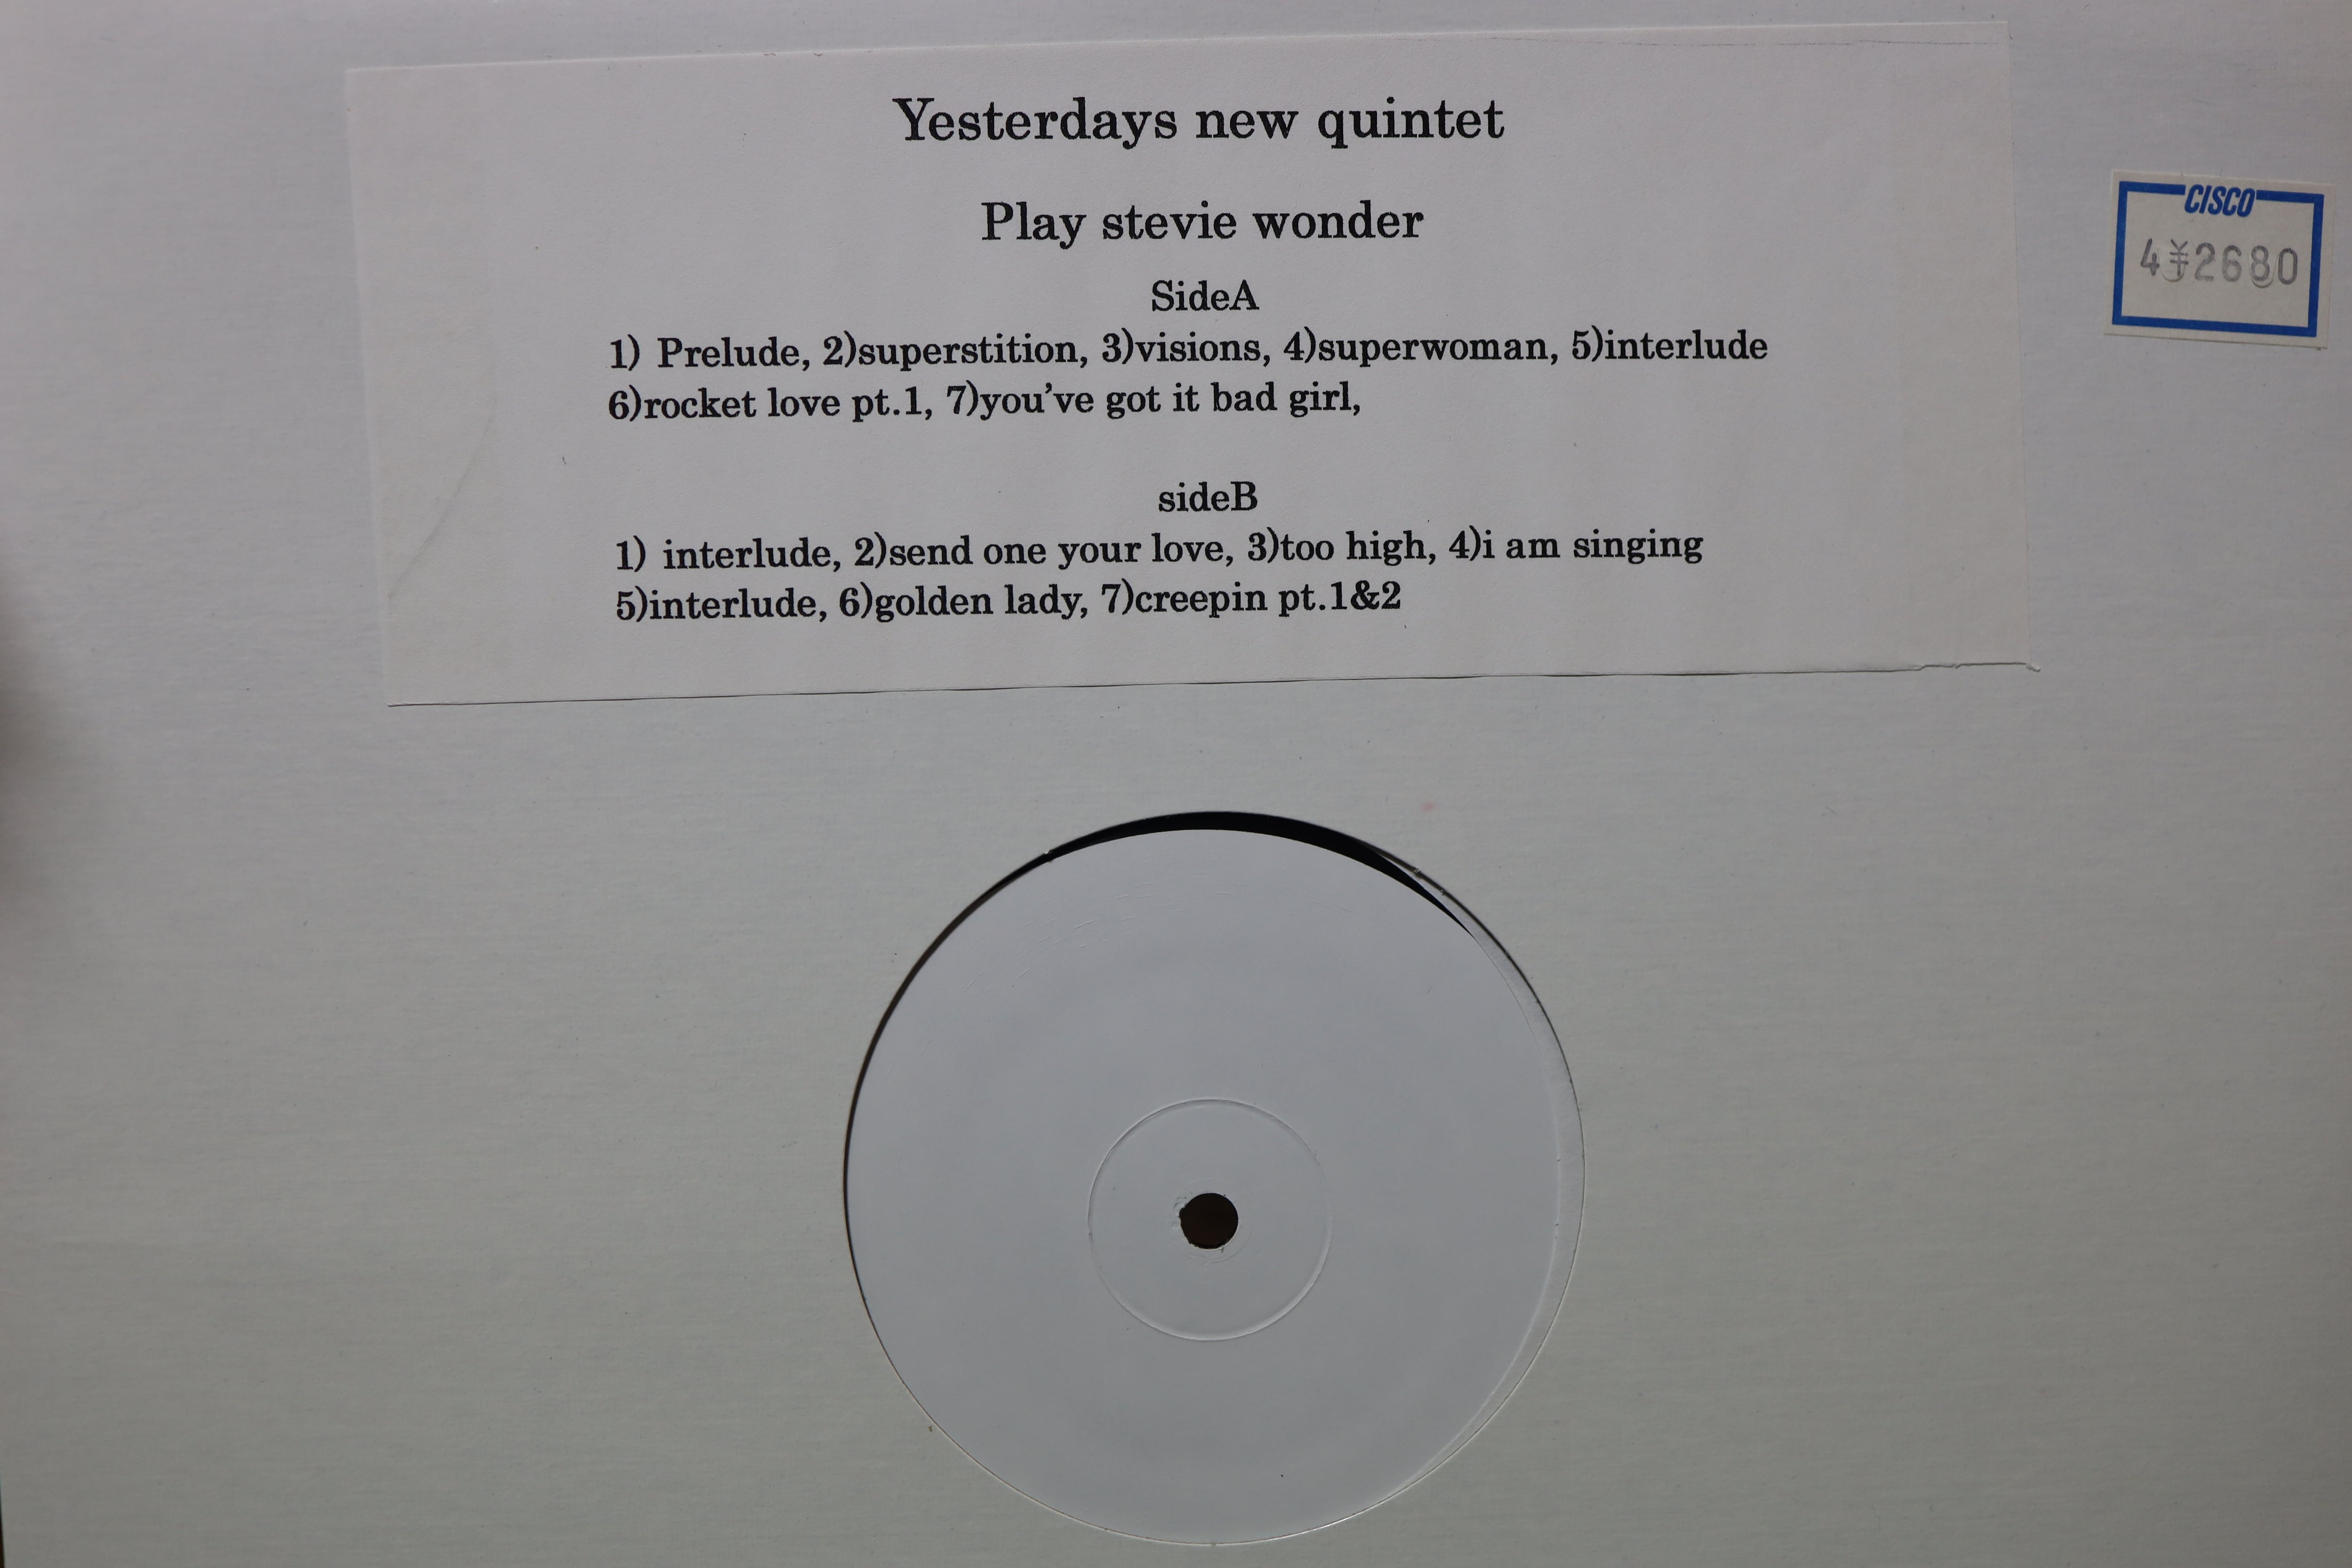 Yesterdays new quintet
Play stevie wonder
SideA
1) Prelude, 2)superstition, 3)visions, 4)superwoman, 5)interlude
6)rocket love pt.1, 7)you've got it bad girl,
sideB
1) interlude, 2)send one your love, 3)too high, 4)i am singing
5)interlude, 6)golden lady, 7)creepin pt.1&2
CISCO
4¥2680